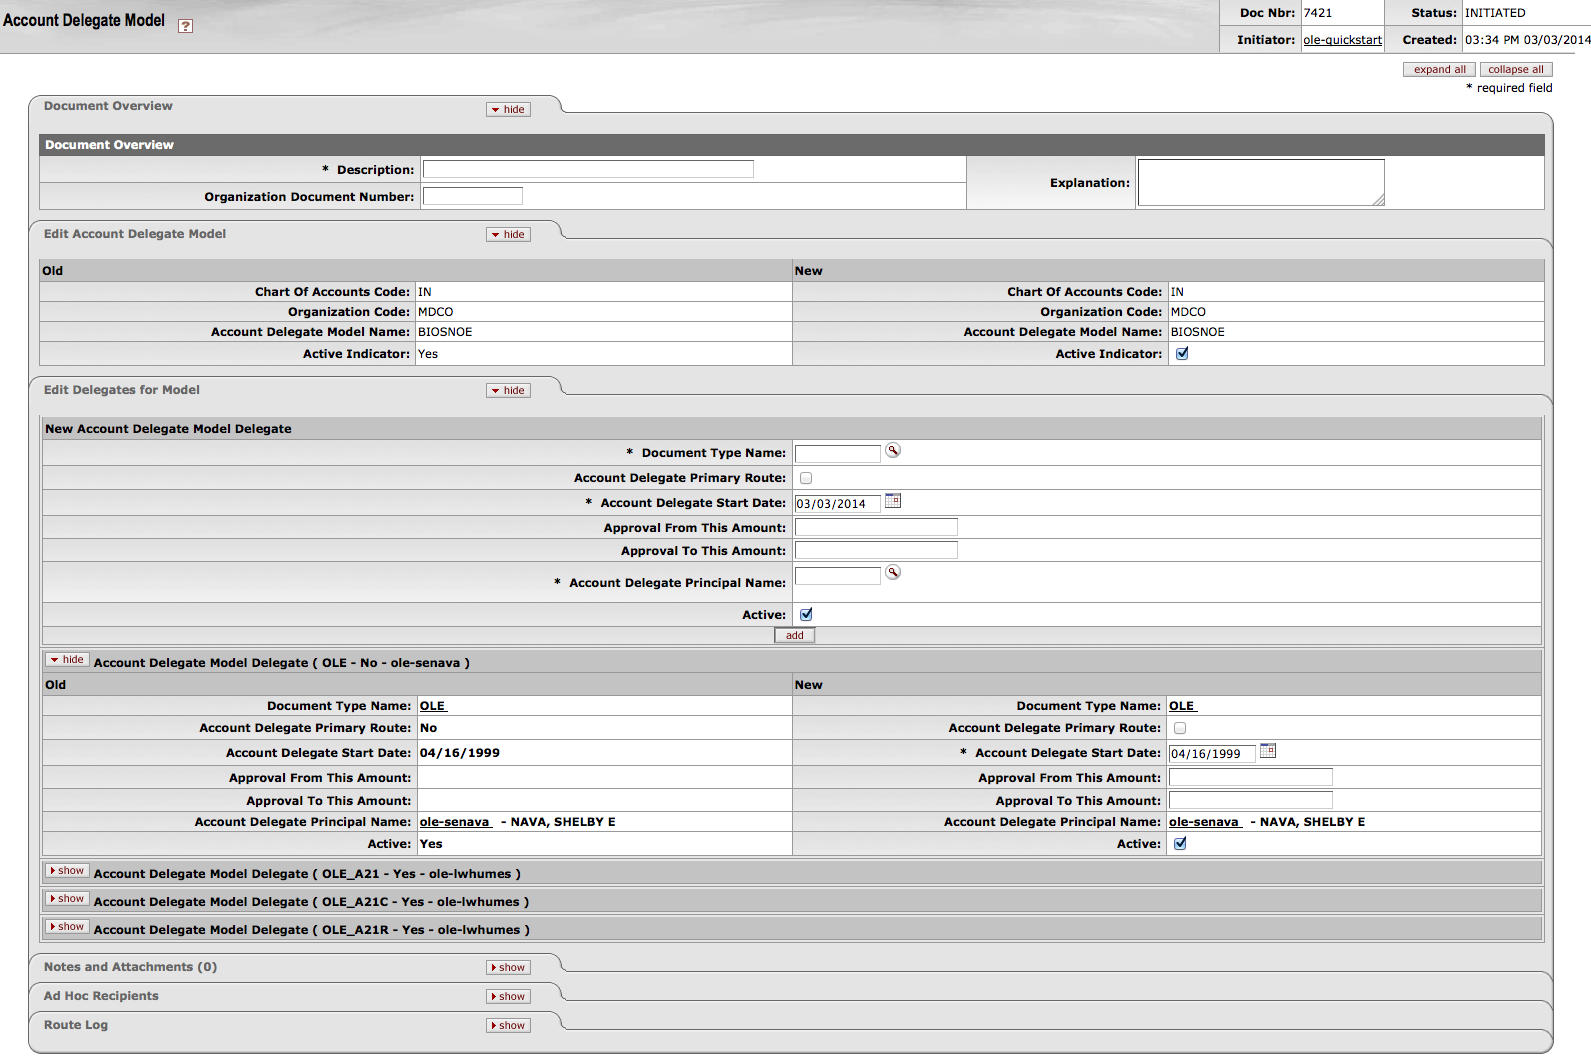 Account Delegate Model ?
Doc Nbr: 7421 Status: INITIATED
Initiator: ole-quickstart Created: 03:34 PM 03/03/2014
expand all collapse all
* required field
Document Overview hide
Document Overview
* Description:
Explanation:
Organization Document Number:
Edit Account Delegate Model hide
Old New
Chart Of Accounts Code: IN Chart Of Accounts Code: IN
Organization Code: MDCO Organization Code: MDCO
Account Delegate Model Name: BIOSNOE Account Delegate Model Name: BIOSNOE
Active Indicator: Yes Active Indicator:
Edit Delegates for Model hide
New Account Delegate Model Delegate
* Document Type Name:
Account Delegate Primary Route:
* Account Delegate Start Date: 03/03/2014
Approval From This Amount:
Approval To This Amount:
* Account Delegate Principal Name:
Active:
add
hide Account Delegate Model Delegate ( OLE - No - ole-senava )
Old New
Document Type Name: OLE Document Type Name: OLE
Account Delegate Primary Route: No Account Delegate Primary Route:
Account Delegate Start Date: 04/16/1999 * Account Delegate Start Date: 04/16/1999
Approval From This Amount: Approval From This Amount:
Approval To This Amount: Approval To This Amount:
Account Delegate Principal Name: ole-senava - NAVA, SHELBY E Account Delegate Principal Name: ole-senava - NAVA, SHELBY E
Active: Yes Active:
show Account Delegate Model Delegate ( OLE_A21 - Yes - ole-lwhumes )
show Account Delegate Model Delegate ( OLE_A21C - Yes - ole-lwhumes )
show Account Delegate Model Delegate ( OLE_A21R - Yes - ole-lwhumes )
Notes and Attachments (0) show
Ad Hoc Recipients show
Route Log show